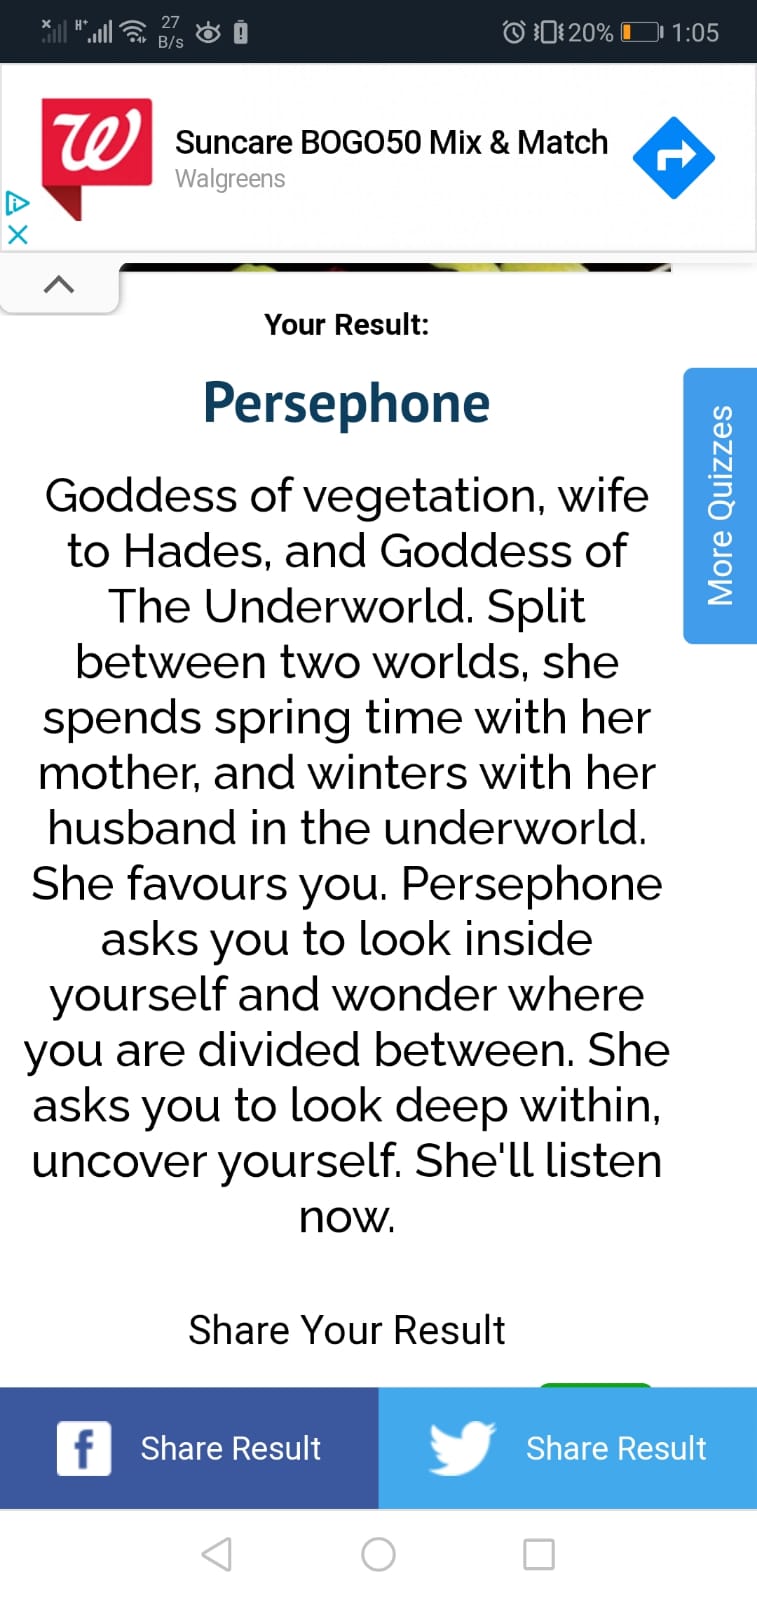 27
B/s
20%
1:05
Suncare BOGO50 Mix & Match
Walgreens
Your Result:
Persephone
More Quizzes
Goddess of vegetation, wife
to Hades, and Goddess of
The Underworld. Split
between two worlds, she
spends spring time with her
mother, and winters with her
husband in the underworld.
She favours you. Persephone
asks you to look inside
yourself and wonder where
you are divided between. She
asks you to look deep within,
uncover yourself. She'll listen
now.
Share Your Result
Share Result
Share Result